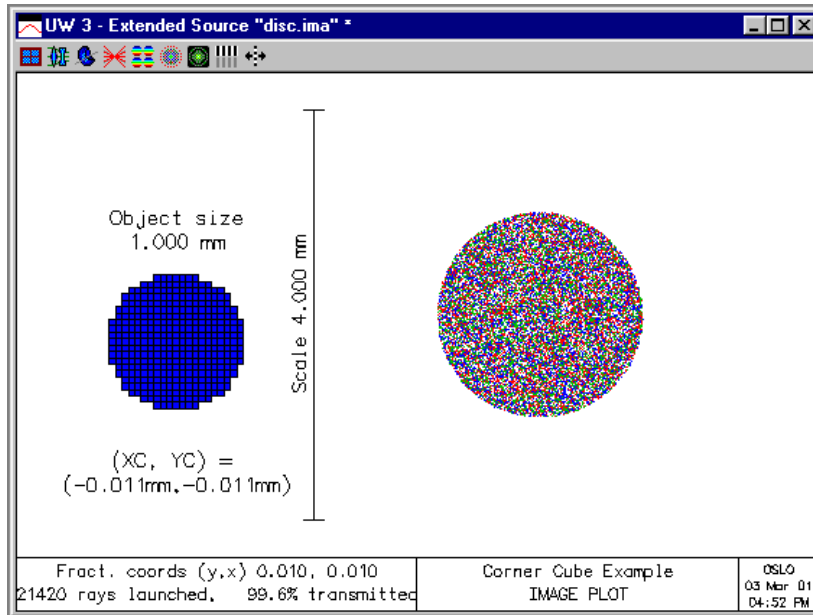 UW 3 - Extended Source "disc.ima" *
Object size
1.000 mm
Scale 4.000 mm
(XC, YC) =
(-0.011mm,-0.011mm)
Fract. coords (y,x) 0.010, 0.010
21420 rays launched, 99.6% transmitted
Corner Cube Example
IMAGE PLOT
OSLO
03 Mar 01
04:52 PM